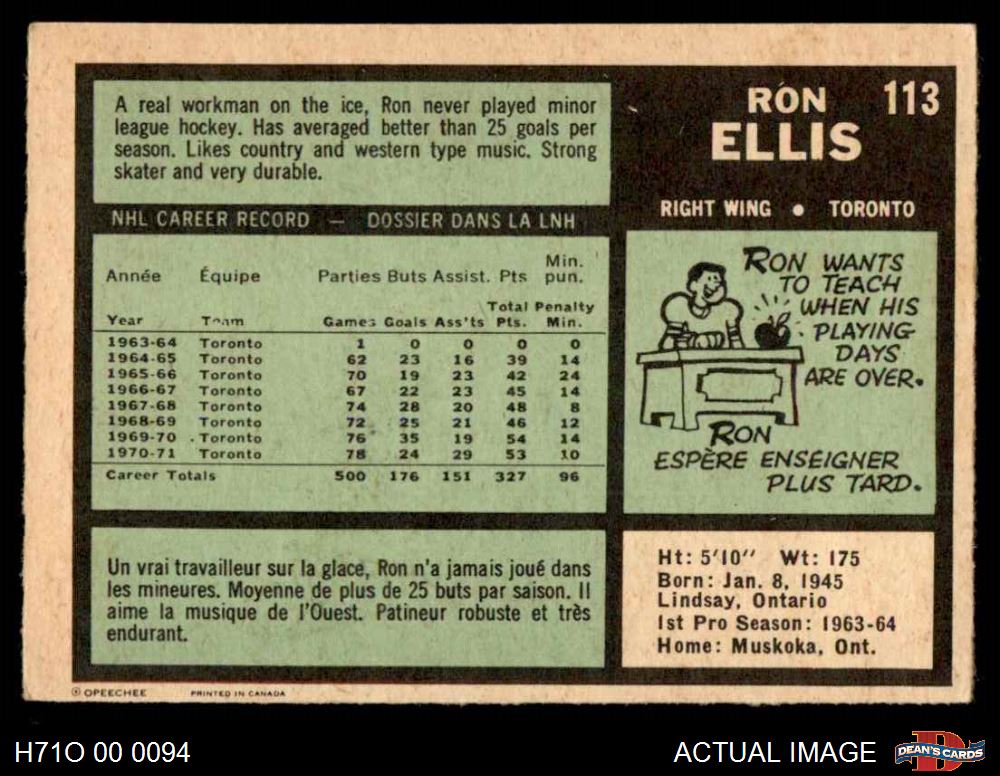 A real workman on the ice, Ron never played minor
league hockey. Has averaged better than 25 goals per
season. Likes country and western type music. Strong
skater and very durable.
RON 113
ELLIS
RIGHT WING • TORONTO
NHL CAREER RECORD — DOSSIER DANS LA LNH
Année Équipe Parties Buts Assist. Pts Min. pun.
Year Team Games Goals Ass'ts Total Pts. Penalty Min.
1963-64 Toronto 1 0 0 0 0
1964-65 Toronto 62 23 16 39 14
1965-66 Toronto 70 19 23 42 24
1966-67 Toronto 67 22 23 45 14
1967-68 Toronto 74 28 20 48 8
1968-69 Toronto 72 25 21 46 12
1969-70 Toronto 76 35 19 54 14
1970-71 Toronto 78 24 29 53 10
Career Totals 500 176 151 327 96
RON WANTS
TO TEACH
WHEN HIS
PLAYING
DAYS
ARE OVER.
RON
ESPÈRE ENSEIGNER
PLUS TARD.
Un vrai travailleur sur la glace, Ron n'a jamais joué dans
les mineures. Moyenne de plus de 25 buts par saison. Il
aime la musique de l'Ouest. Patineur robuste et très
endurant.
Ht: 5'10" Wt: 175
Born: Jan. 8, 1945
Lindsay, Ontario
1st Pro Season: 1963-64
Home: Muskoka, Ont.
© OPEECHEE PRINTED IN CANADA
H71O 00 0094
ACTUAL IMAGE
D
DEAN'S CARDS